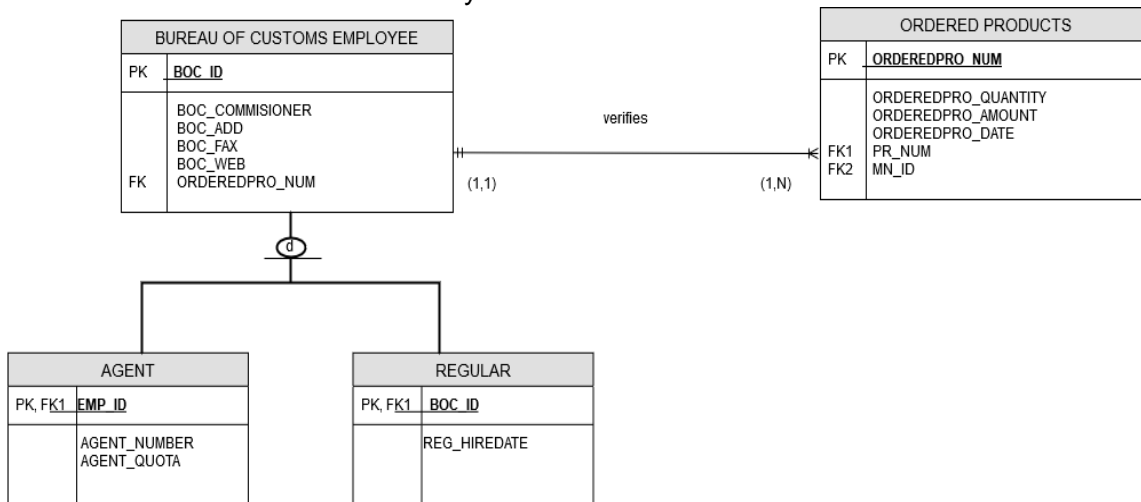 y
BUREAU OF CUSTOMS EMPLOYEE
PK BOC_ID
BOC_COMMISIONER
BOC_ADD
BOC_FAX
BOC_WEB
FK ORDEREDPRO_NUM
verifies
(1,1)
(1,N)
ORDERED PRODUCTS
PK ORDEREDPRO_NUM
ORDEREDPRO_QUANTITY
ORDEREDPRO_AMOUNT
ORDEREDPRO_DATE
FK1 PR_NUM
FK2 MN_ID
d
AGENT
PK, FK1 EMP_ID
AGENT_NUMBER
AGENT_QUOTA
REGULAR
PK, FK1 BOC_ID
REG_HIREDATE